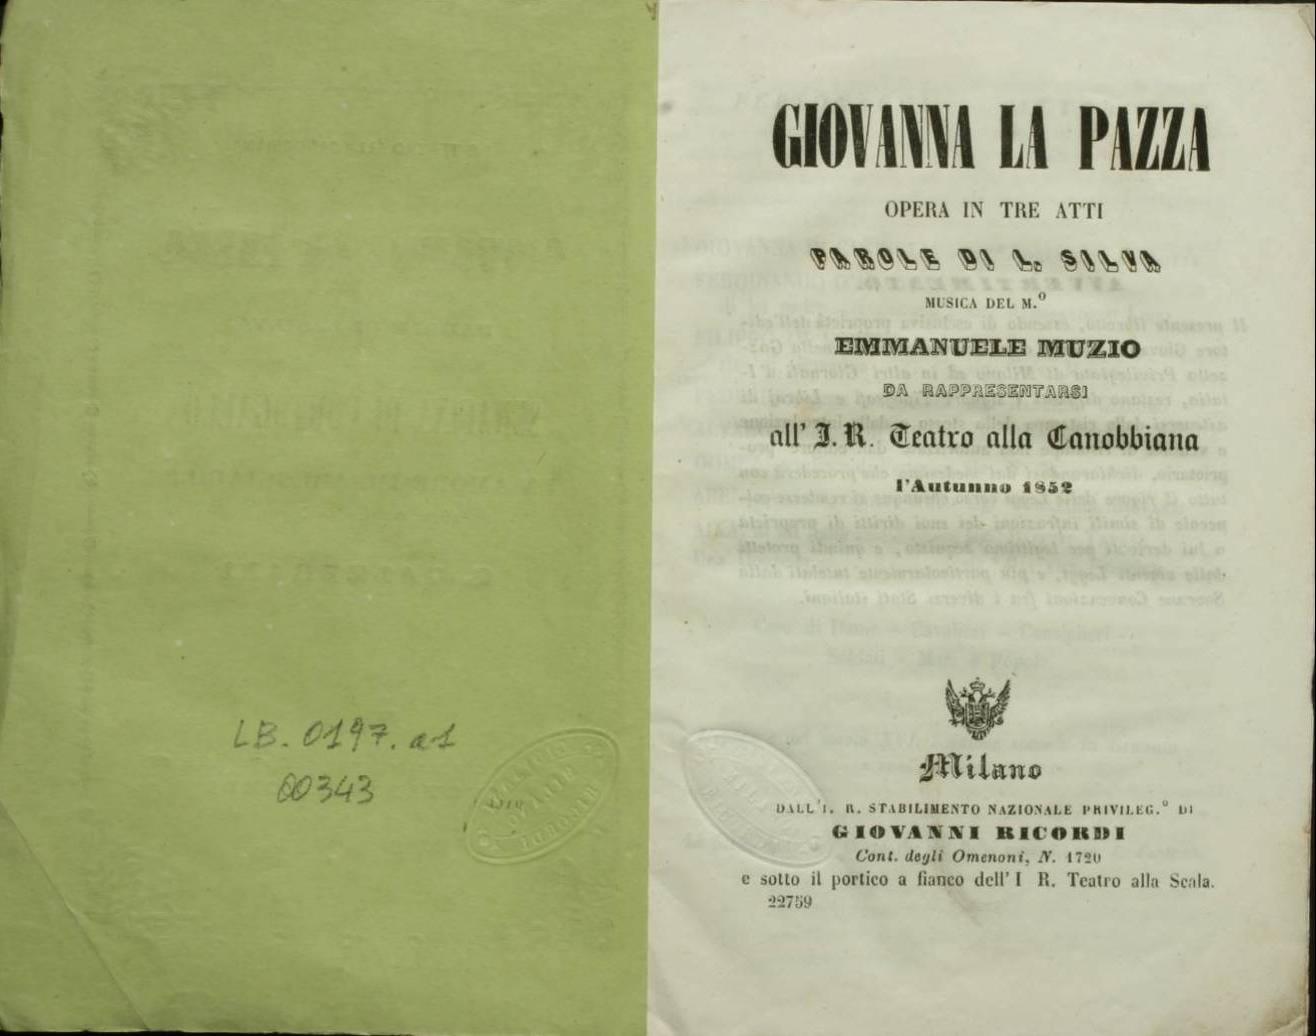 LB. 0197. a1
00343
GIOVANNA LA PAZZA
OPERA IN TRE ATTI
PAROLE DI L. SILVA
MUSICA DEL M.º
EMMANUELE MUZIO
DA RAPPRESENTARSI
all' I. R. Teatro alla Canobbiana
l'Autunno 1852
Milano
DALL'I. R. STABILIMENTO NAZIONALE PRIVILEG.º DI
GIOVANNI RICORDI
Cont. degli Omenoni, N. 1720
e sotto il portico a fianco dell' I R. Teatro alla Scala.
22759